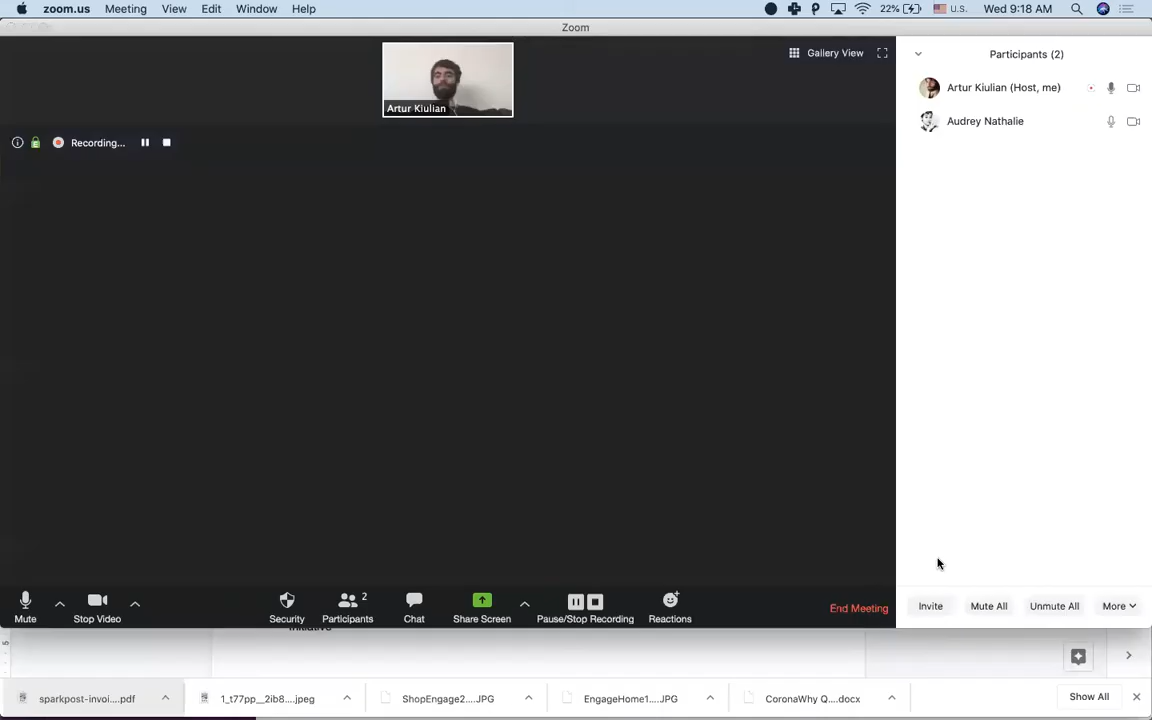 zoom.us Meeting View Edit Window Help 22% U.S. Wed 9:18 AM
Zoom
Gallery View
Artur Kiulian
Recording...
Participants (2)
Artur Kiulian (Host, me)
Audrey Nathalie
Mute Stop Video Security Participants 2 Chat Share Screen Pause/Stop Recording Reactions End Meeting
Invite Mute All Unmute All More
5
sparkpost-invoi....pdf 1_t77pp__2ib8....jpeg ShopEngage2....JPG EngageHome1....JPG CoronaWhy Q....docx Show All